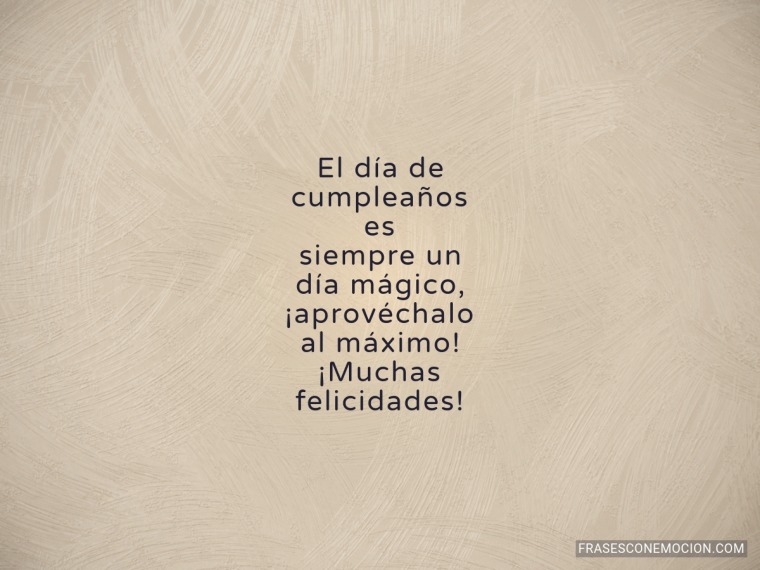 El día de
cumpleaños
es
siempre un
día mágico,
¡aprovéchalo
al máximo!
¡Muchas
felicidades!
FRASESCONEMOCION.COM